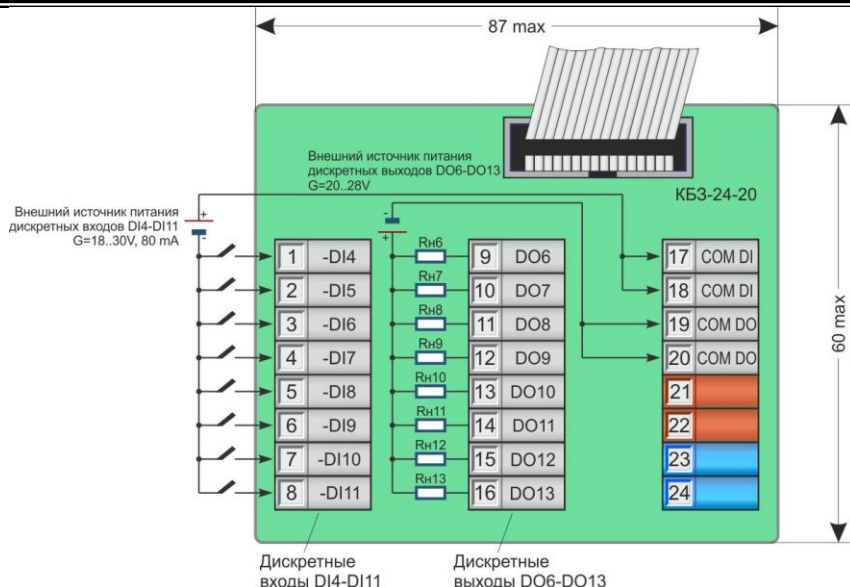 87 max
Внешний источник питания
дискретных выходов DO6-DO13
G=20..28V
КБЗ-24-20
Внешний источник питания
дискретных входов DI4-DI11
G=18..30V, 80 mA
+
-
-
+
1 -DI4
2 -DI5
3 -DI6
4 -DI7
5 -DI8
6 -DI9
7 -DI10
8 -DI11
Rн6
Rн7
Rн8
Rн9
Rн10
Rн11
Rн12
Rн13
9 DO6
10 DO7
11 DO8
12 DO9
13 DO10
14 DO11
15 DO12
16 DO13
17 COM DI
18 COM DI
19 COM DO
20 COM DO
21
22
23
24
60 max
Дискретные
входы DI4-DI11
Дискретные
выходы DO6-DO13